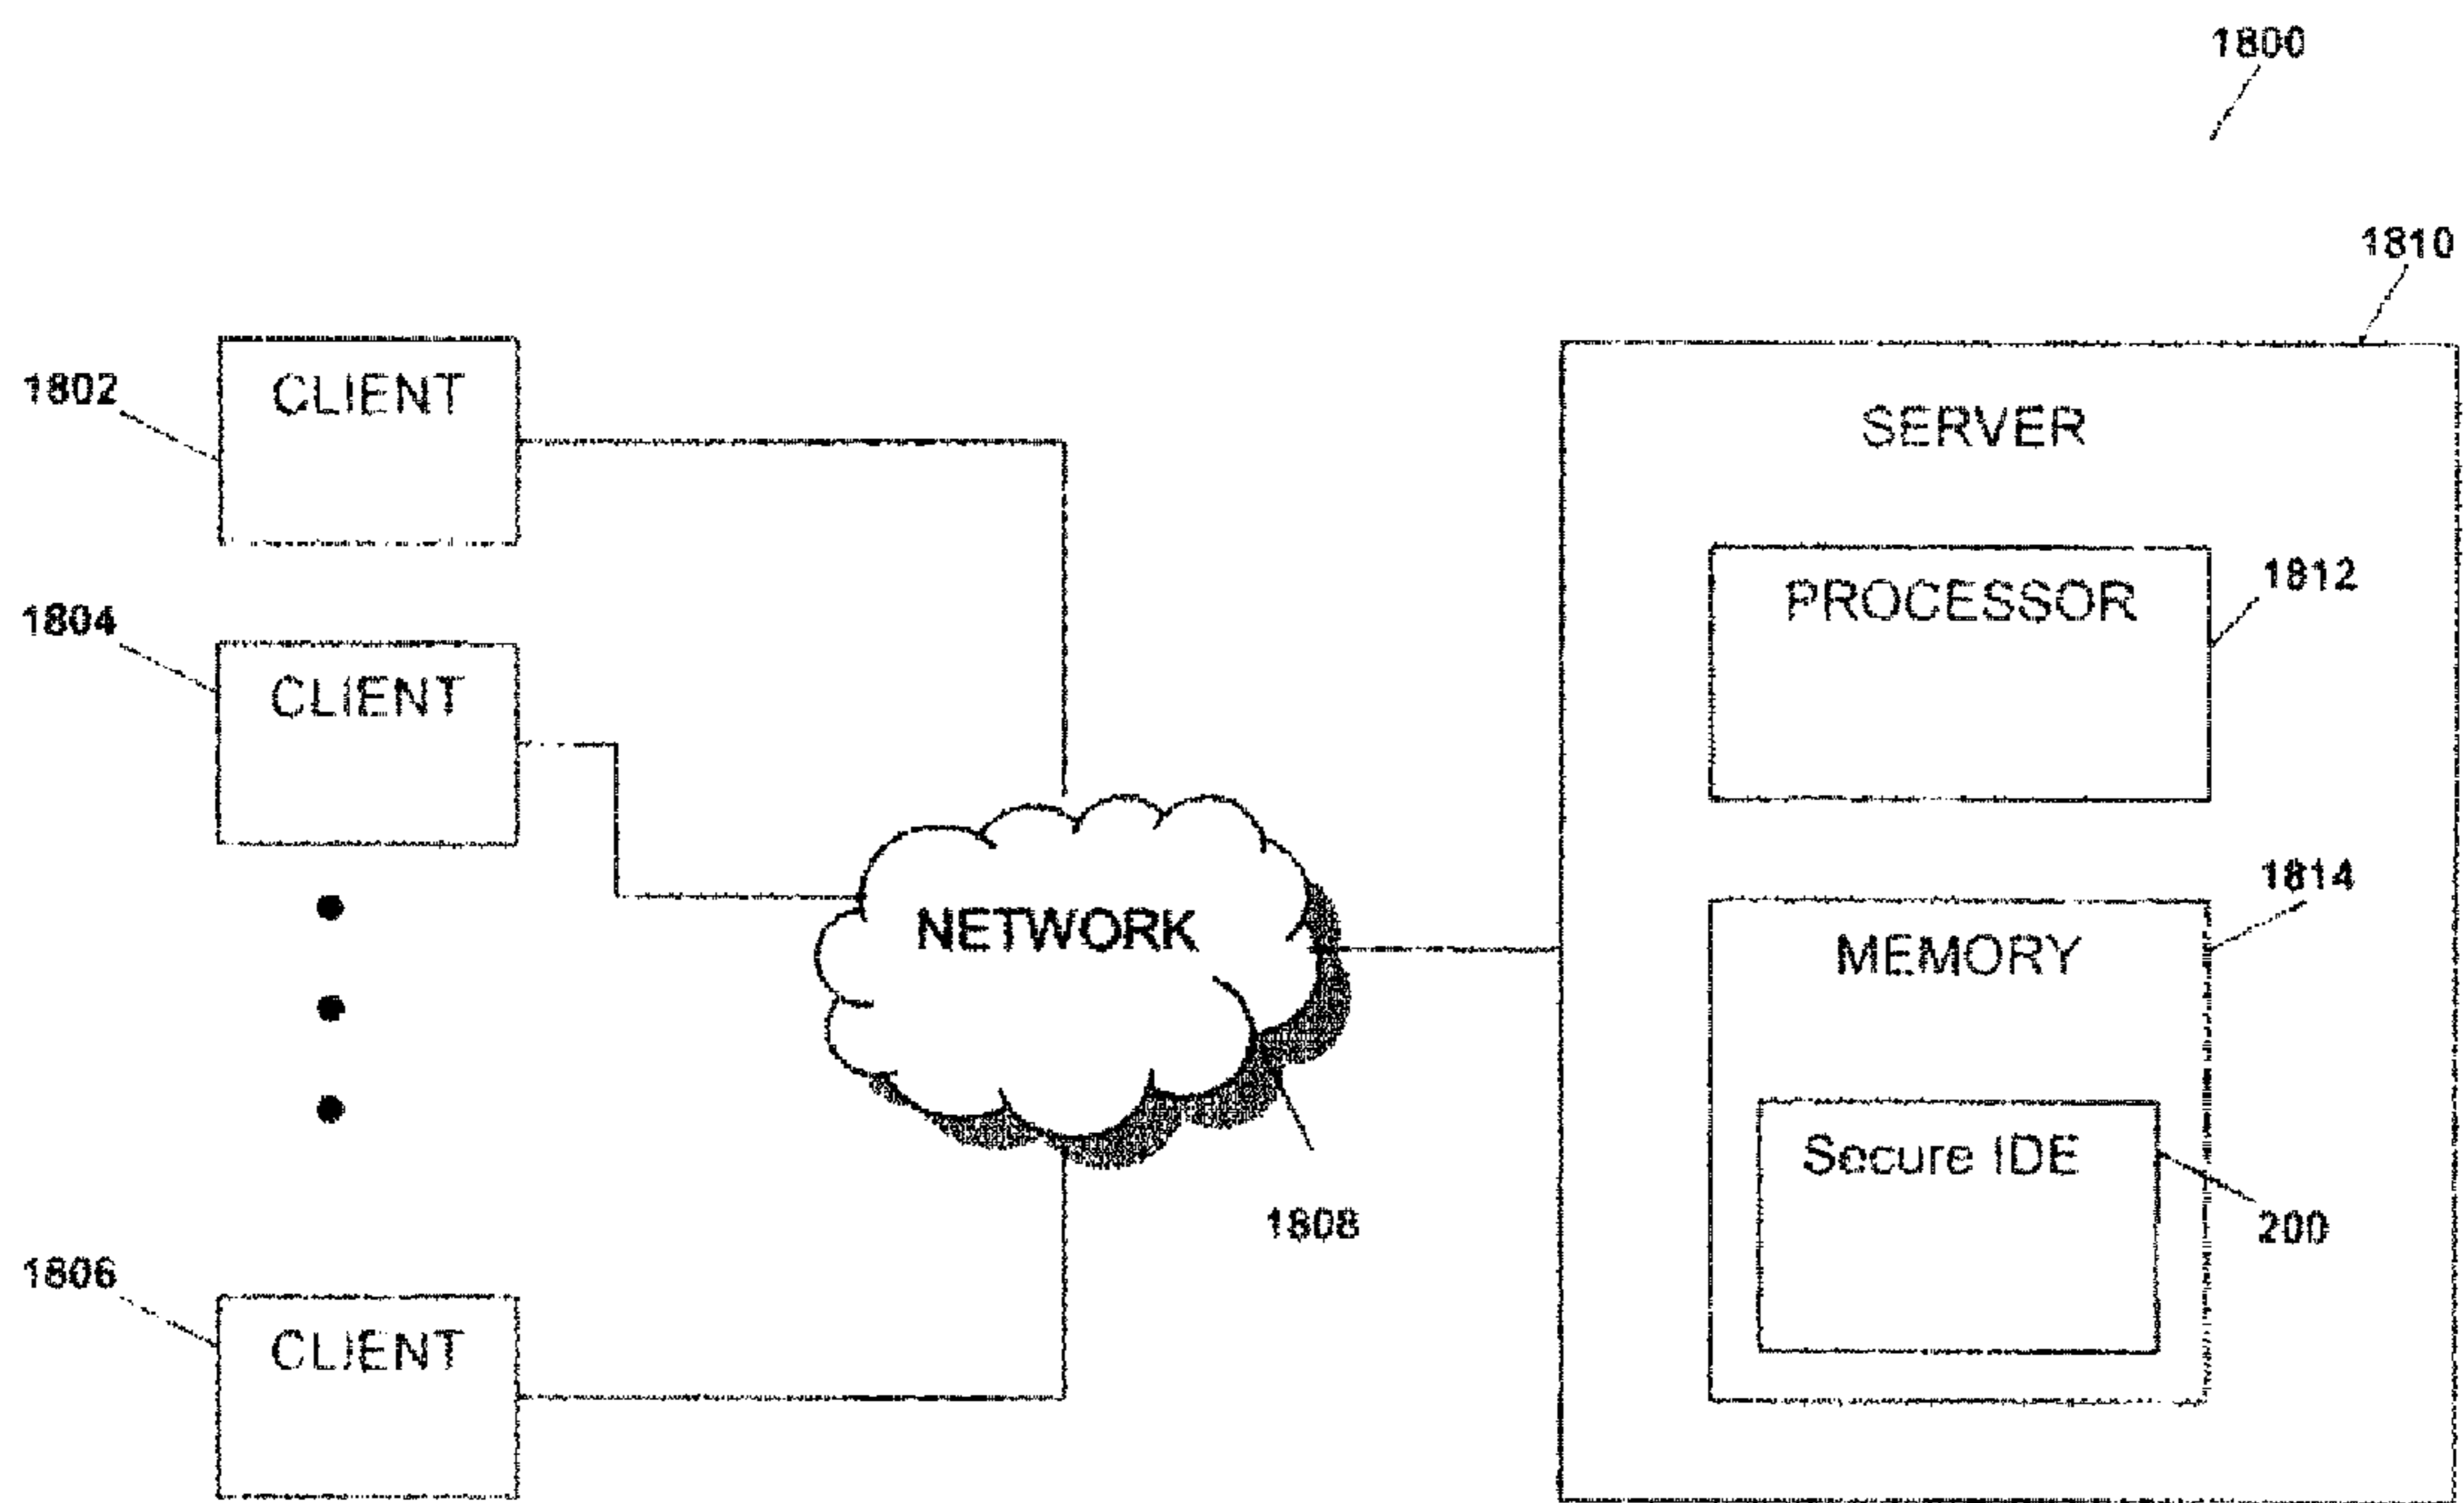 1800
1810
1802
CLIENT
SERVER
PROCESSOR
1812
1804
CLIENT
NETWORK
1814
MEMORY
Secure IDE
200
1808
1806
CLIENT